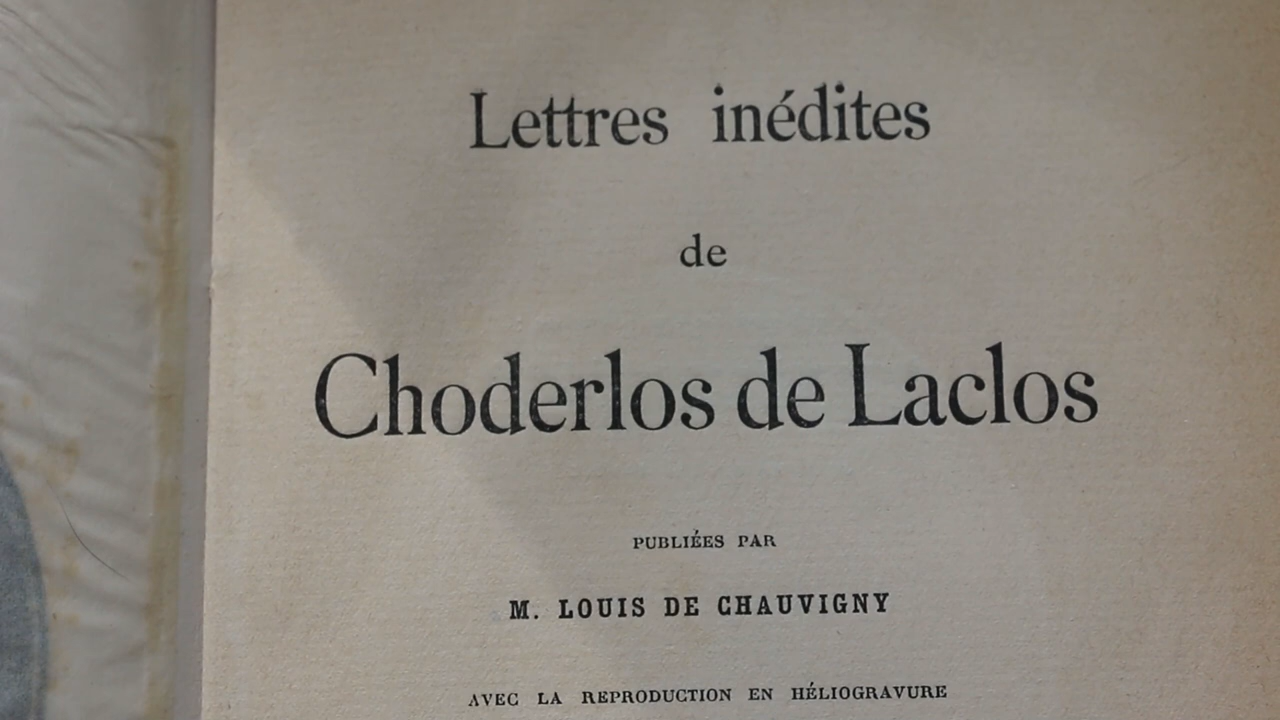 Lettres inédites
de
Choderlos de Laclos
PUBLIÉES PAR
M. LOUIS DE CHAUVIGNY
AVEC LA REPRODUCTION EN HÉLIOGRAVURE